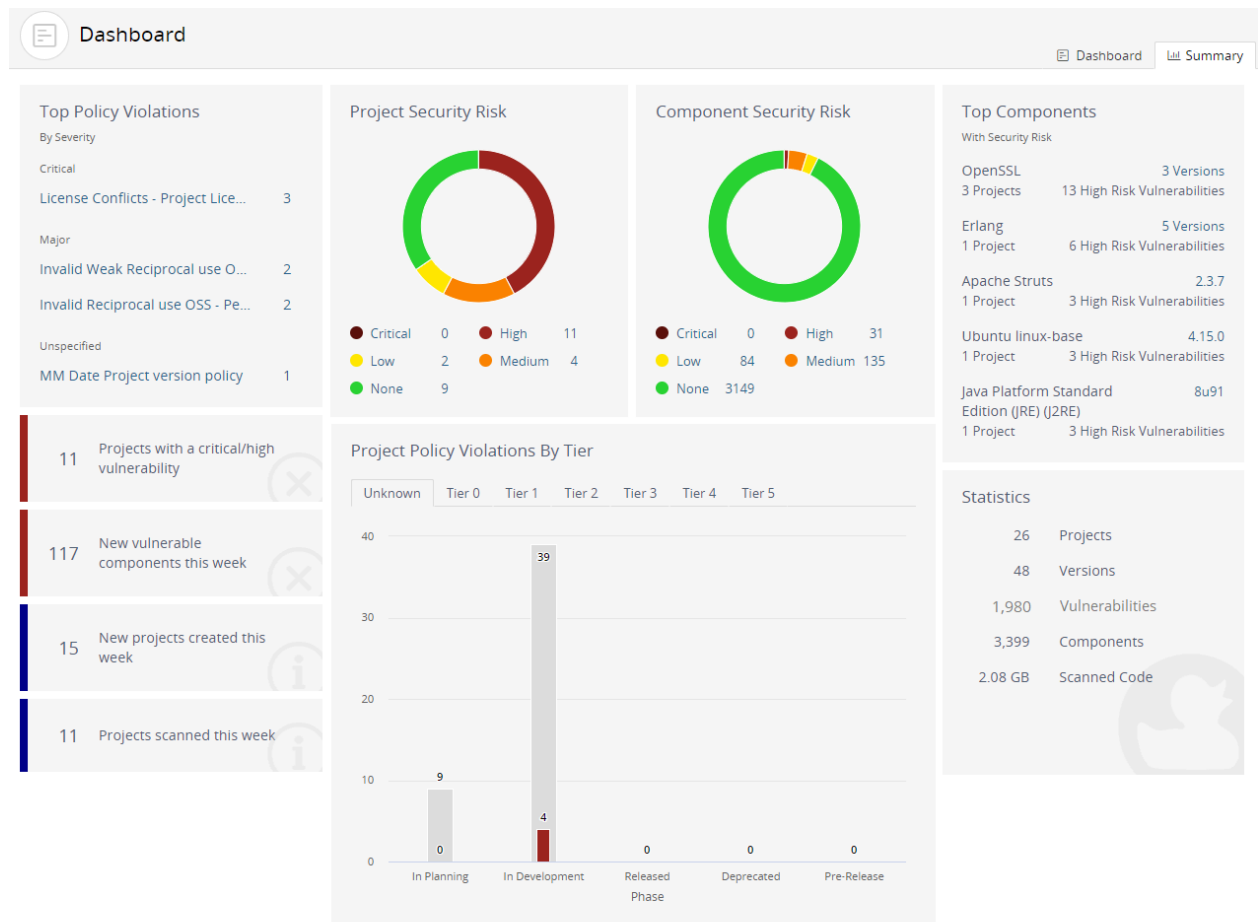 Dashboard
Dashboard
Summary
Top Policy Violations
By Severity
Critical
License Conflicts - Project Lice... 3
Major
Invalid Weak Reciprocal use O... 2
Invalid Reciprocal use OSS - Pe... 2
Unspecified
MM Date Project version policy 1
11 Projects with a critical/high
vulnerability
117 New vulnerable
components this week
15 New projects created this
week
11 Projects scanned this week
Project Security Risk
Critical 0 High 11
Low 2 Medium 4
None 9
Component Security Risk
Critical 0 High 31
Low 84 Medium 135
None 3149
Project Policy Violations By Tier
Unknown Tier 0 Tier 1 Tier 2 Tier 3 Tier 4 Tier 5
40
39
30
20
10
9
4
0
0
0
0
0
In Planning In Development Released Deprecated Pre-Release
Phase
Top Components
With Security Risk
OpenSSL 3 Versions
3 Projects 13 High Risk Vulnerabilities
Erlang 5 Versions
1 Project 6 High Risk Vulnerabilities
Apache Struts 2.3.7
1 Project 3 High Risk Vulnerabilities
Ubuntu linux-base 4.15.0
1 Project 3 High Risk Vulnerabilities
Java Platform Standard 8u91
Edition (JRE) (J2RE)
1 Project 3 High Risk Vulnerabilities
Statistics
26 Projects
48 Versions
1,980 Vulnerabilities
3,399 Components
2.08 GB Scanned Code